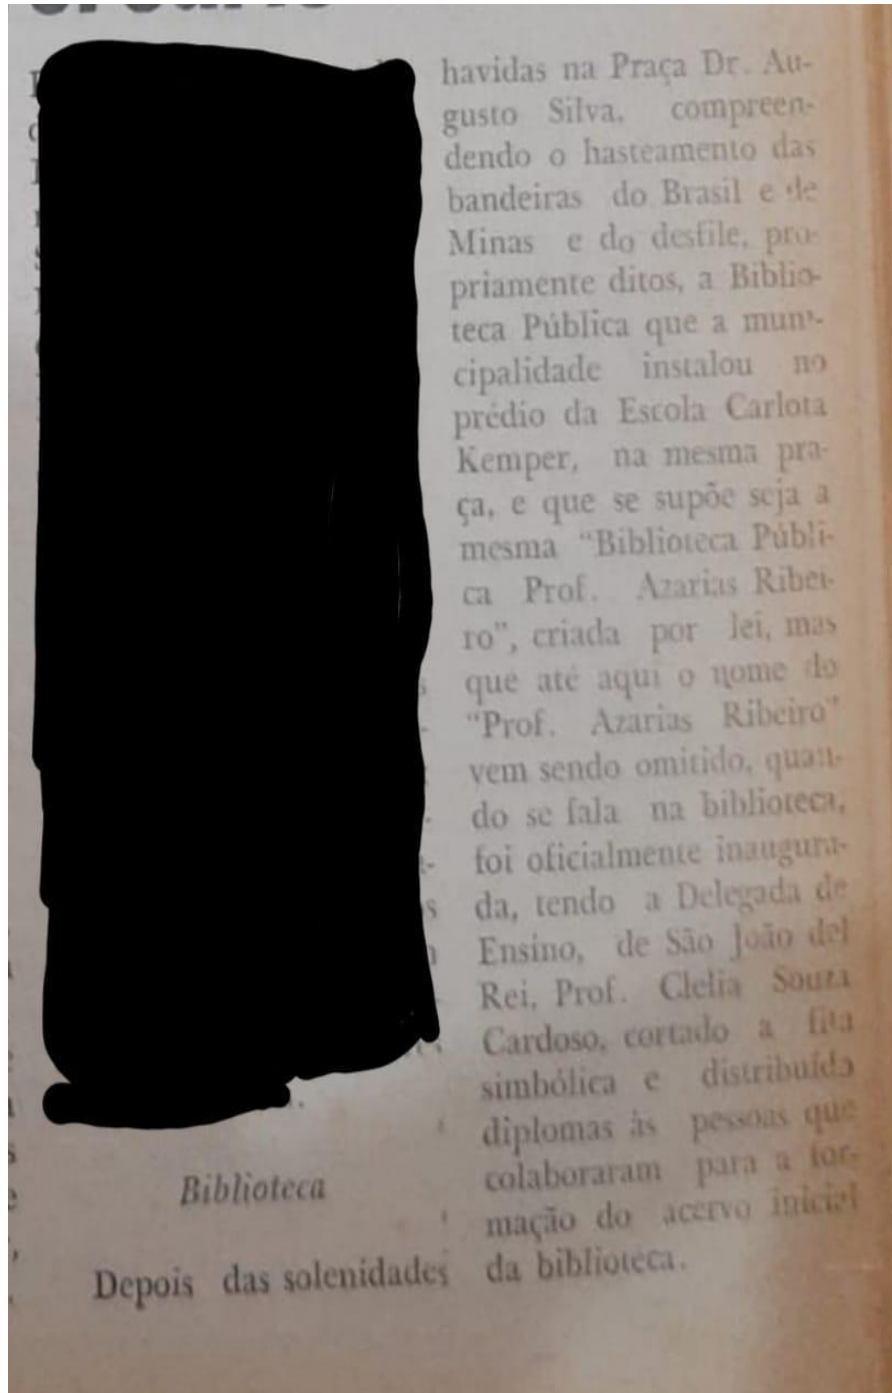 Biblioteca
Depois das solenidades
havidas na Praça Dr. Au-
gusto Silva, compreen-
dendo o hasteamento das
bandeiras do Brasil e de
Minas e do desfile, pro-
priamente ditos, a Biblio-
teca Pública que a muni-
cipalidade instalou no
prédio da Escola Carlota
Kemper, na mesma pra-
ça, e que se supõe seja a
mesma “Biblioteca Públi-
ca Prof. Azarias Ribei-
ro”, criada por lei, mas
que até aqui o nome do
“Prof. Azarias Ribeiro”
vem sendo omitido, quan-
do se fala na biblioteca,
foi oficialmente inaugura-
da, tendo a Delegada de
Ensino, de São João del
Rei, Prof. Clelia Souza
Cardoso, cortado a fita
simbólica e distribuído
diplomas às pessoas que
colaboraram para a for-
mação do acervo inicial
da biblioteca.